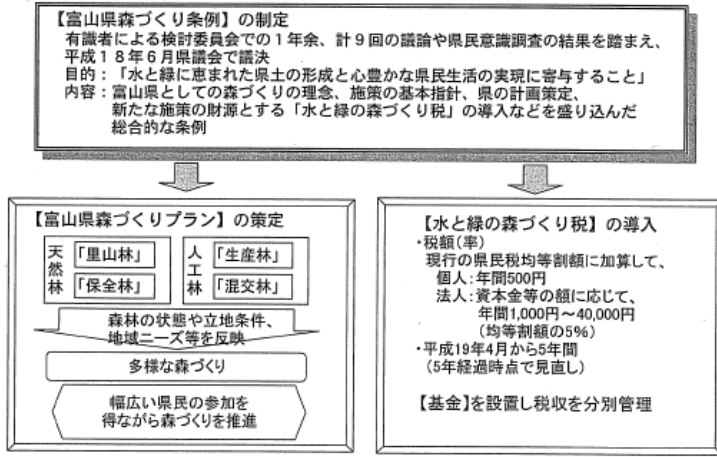 【富山県森づくり条例】の制定
有識者による検討委員会での１年余、計９回の議論や県民意識調査の結果を踏まえ、
平成１８年６月県議会で議決
目的：「水と緑に恵まれた県土の形成と心豊かな県民生活の実現に寄与すること」
内容：富山県としての森づくりの理念、施策の基本指針、県の計画策定、
新たな施策の財源とする「水と緑の森づくり税」の導入などを盛り込んだ
総合的な条例
【富山県森づくりプラン】の策定
天然林
「里山林」
「保全林」
人工林
「生産林」
「混交林」
森林の状態や立地条件、
地域ニーズ等を反映
多様な森づくり
幅広い県民の参加を
得ながら森づくりを推進
【水と緑の森づくり税】の導入
・税額(率)
現行の県民税均等割額に加算して、
個人：年間500円
法人：資本金等の額に応じて、
年間1,000円～40,000円
(均等割額の5%)
・平成19年4月から5年間
(5年経過時点で見直し)
【基金】を設置し税収を分別管理